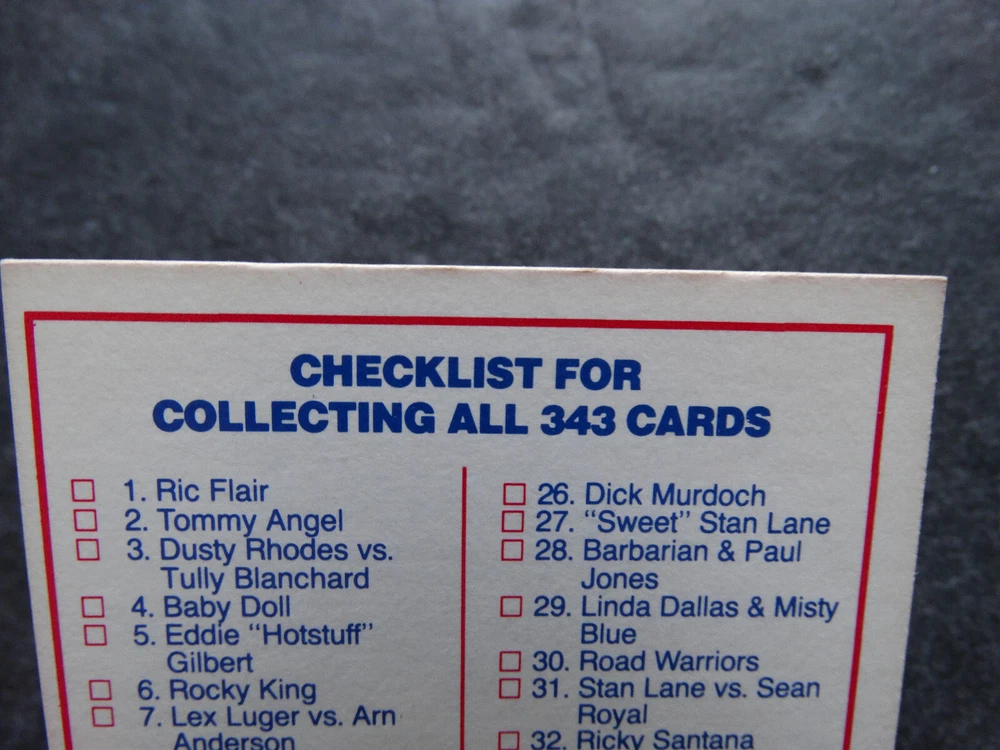 CHECKLIST FOR
COLLECTING ALL 343 CARDS
1. Ric Flair
2. Tommy Angel
3. Dusty Rhodes vs.
Tully Blanchard
4. Baby Doll
5. Eddie "Hotstuff"
Gilbert
6. Rocky King
7. Lex Luger vs. Arn
Anderson
26. Dick Murdoch
27. "Sweet" Stan Lane
28. Barbarian & Paul
Jones
29. Linda Dallas & Misty
Blue
30. Road Warriors
31. Stan Lane vs. Sean
Royal
32. Ricky Santana